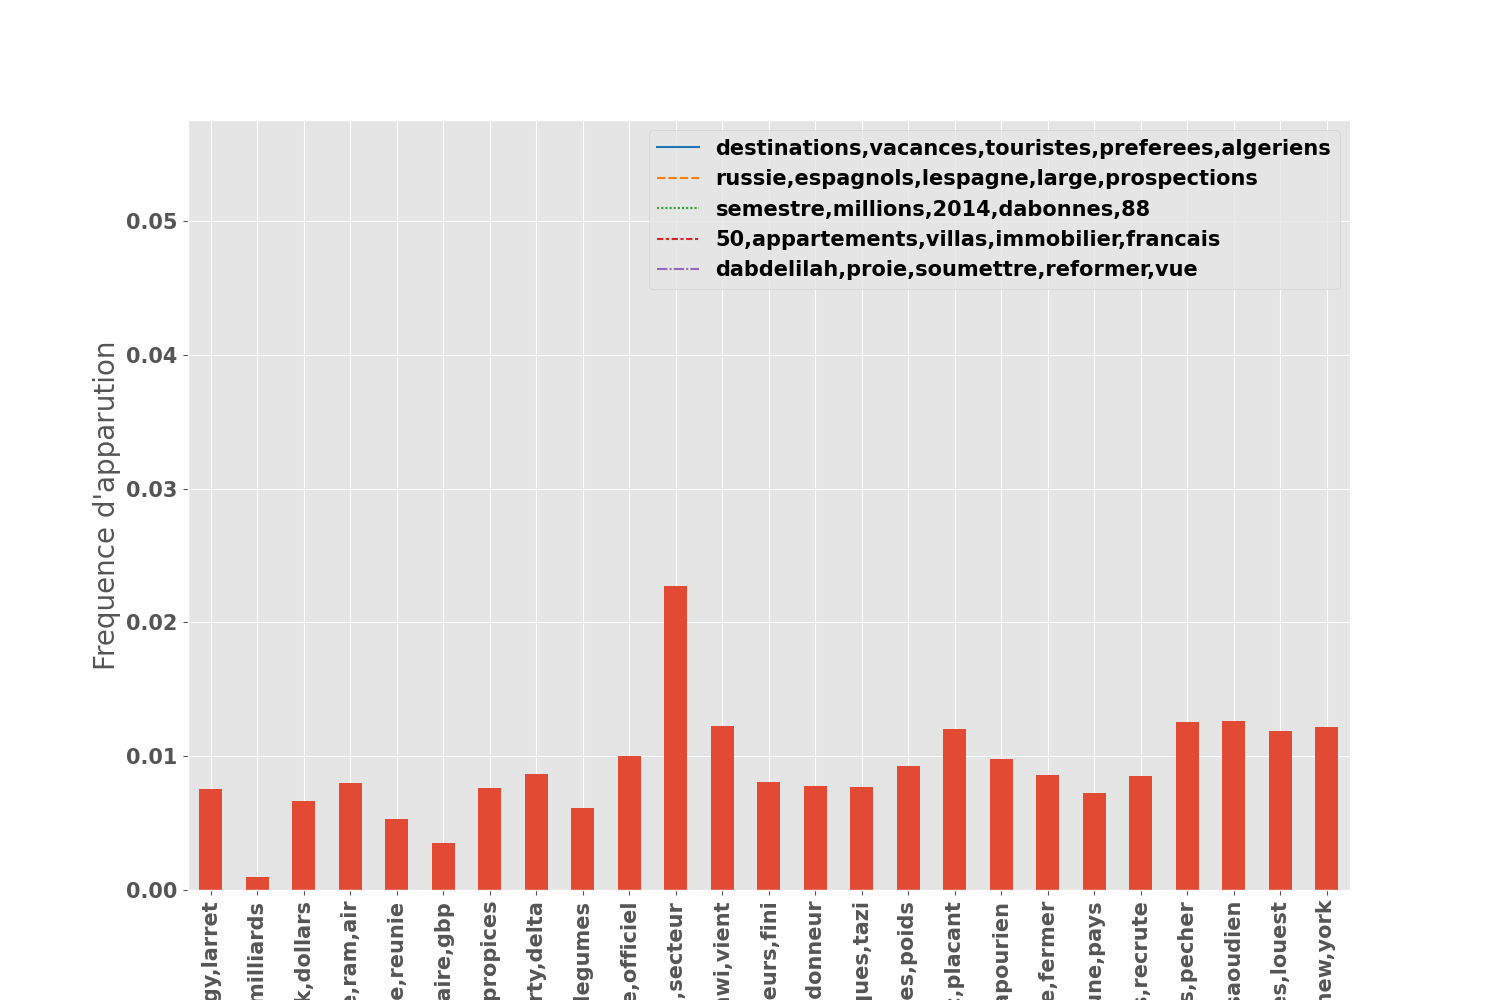 destinations,vacances,touristes,preferees,algeriens
russie,espagnols,lespagne,large,prospections
semestre,millions,2014,dabonnes,88
50,appartements,villas,immobilier,francais
dabdelilah,proie,soumettre,reformer,vue
Frequence d'apparution
0.05
0.04
0.03
0.02
0.01
0.00
gy,larret
milliards
k,dollars
e,ram,air
e,reunie
aire,gbp
propices
rty,delta
legumes
e,officiel
,secteur
awi,vient
eurs,fini
donneur
ques,tazi
es,poids
s,placant
apourien
e,fermer
une,pays
s,recrute
s,pecher
saoudien
es,louest
new,york